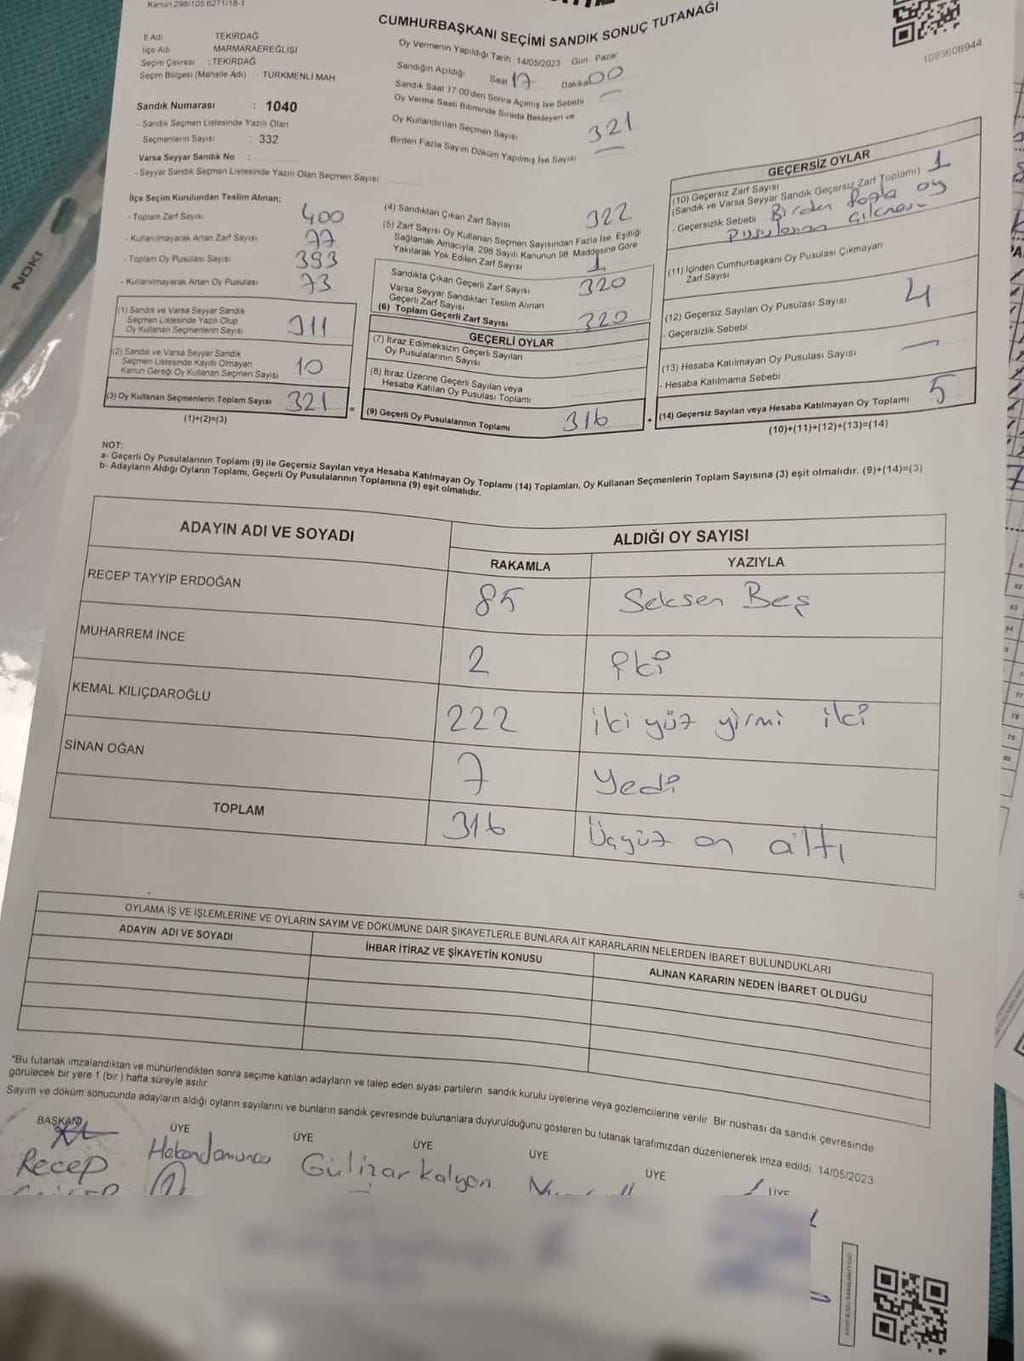 Kanun 298/105 6271/18-1
CUMHURBAŞKANI SEÇİMİ SANDIK SONUÇ TUTANAĞI
1093606944
İl Adı : TEKİRDAĞ
İlçe Adı MARMARAEREĞLİSİ
Seçim Çevresi : TEKİRDAĞ
Seçim Bölgesi (Mahalle Adı) TÜRKMENLİ MAH
Sandık Numarası : 1040
- Sandık Seçmen Listesinde Yazılı Olan
Seçmenlerin Sayısı : 332
Varsa Seyyar Sandık No :
- Seyyar Sandık Seçmen Listesinde Yazılı Olan Seçmen Sayısı
Oy Vermenin Yapıldığı Tarih 14/05/2023 Gün Pazar
Sandığın Açıldığı Saat 17 Dakika 00
Sandık Saat 17:00'den Sonra Açılmış İse Sebebi
Oy Verme Saati Bitiminde Sırada Bekleyen ve
Oy Kullandırılan Seçmen Sayısı 321
Birden Fazla Sayım Döküm Yapılmış İse Sayısı
İlçe Seçim Kurulundan Teslim Alınan;
- Toplam Zarf Sayısı 400
- Kullanılmayarak Artan Zarf Sayısı 77
- Toplam Oy Pusulası Sayısı 393
- Kullanılmayarak Artan Oy Pusulası 73
(1) Sandık ve Varsa Seyyar Sandık
Seçmen Listesinde Yazılı Olup
Oy Kullanan Seçmenlerin Sayısı 311
(2) Sandık ve Varsa Seyyar Sandık
Seçmen Listesinde Kayıtlı Olmayan
Kanun Gereği Oy Kullanan Seçmen Sayısı 10
(3) Oy Kullanan Seçmenlerin Toplam Sayısı 321
(1)+(2)=(3)
(4) Sandıktan Çıkan Zarf Sayısı 322
(5) Zarf Sayısı Oy Kullanan Seçmen Sayısından Fazla İse, Eşitliği
Sağlamak Amacıyla, 298 Sayılı Kanunun 98. Maddesine Göre
Yakılarak Yok Edilen Zarf Sayısı 1
Sandıkta Çıkan Geçerli Zarf Sayısı 320
Varsa Seyyar Sandıktan Teslim Alınan
Geçerli Zarf Sayısı
(6) Toplam Geçerli Zarf Sayısı 320
GEÇERLİ OYLAR
(7) İtiraz Edilmeksizin Geçerli Sayılan
Oy Pusulalarının Sayısı
(8) İtiraz Üzerine Geçerli Sayılan veya
Hesaba Katılan Oy Pusulası Toplamı
= (9) Geçerli Oy Pusulalarının Toplamı 316
GEÇERSİZ OYLAR
(10) Geçersiz Zarf Sayısı 1
(Sandık ve Varsa Seyyar Sandık Geçersiz Zarf Toplamı)
- Geçersizlik Sebebi Birden fazla oy
pusulasının
(11) İçinden Cumhurbaşkanı Oy Pusulası Çıkmayan
Zarf Sayısı
(12) Geçersiz Sayılan Oy Pusulası Sayısı 4
- Geçersizlik Sebebi
(13) Hesaba Katılmayan Oy Pusulası Sayısı
- Hesaba Katılmama Sebebi
+ (14) Geçersiz Sayılan veya Hesaba Katılmayan Oy Toplamı 5
(10)+(11)+(12)+(13)=(14)
NOT:
a- Geçerli Oy Pusulalarının Toplamı (9) ile Geçersiz Sayılan veya Hesaba Katılmayan Oy Toplamı (14) Toplamları, Oy Kullanan Seçmenlerin Toplam Sayısına (3) eşit olmalıdır. (9)+(14)=(3)
b- Adayların Aldığı Oyların Toplamı, Geçerli Oy Pusulalarının Toplamına (9) eşit olmalıdır.
ADAYIN ADI VE SOYADI
ALDIĞI OY SAYISI
RAKAMLA YAZIYLA
RECEP TAYYİP ERDOĞAN 85 Seksen Beş
MUHARREM İNCE 2 İki
KEMAL KILIÇDAROĞLU 222 iki yüz yirmi iki
SİNAN OĞAN 7 Yedi
TOPLAM 316 Üçyüz on altı
OYLAMA İŞ VE İŞLEMLERİNE VE OYLARIN SAYIM VE DÖKÜMÜNE DAİR ŞİKAYETLERLE BUNLARA AİT KARARLARIN NELERDEN İBARET BULUNDUKLARI
ADAYIN ADI VE SOYADI
İHBAR İTİRAZ VE ŞİKAYETİN KONUSU
ALINAN KARARIN NEDEN İBARET OLDUĞU
*Bu tutanak imzalandıktan ve mühürlendikten sonra seçime katılan adayların ve talep eden siyasi partilerin sandık kurulu üyelerine veya gözlemcilerine verilir. Bir nüshası da sandık çevresinde
görülecek bir yere 1 (bir) hafta süreyle asılır
Sayım ve döküm sonucunda adayların aldığı oyların sayılarını ve bunların sandık çevresinde bulunanlara duyurulduğunu gösteren bu tutanak tarafımızdan düzenlenerek imza edildi. 14/05/2023
BAŞKAN ÜYE ÜYE ÜYE ÜYE ÜYE ÜYE
Recep Gülizar Kalyon
NOKI